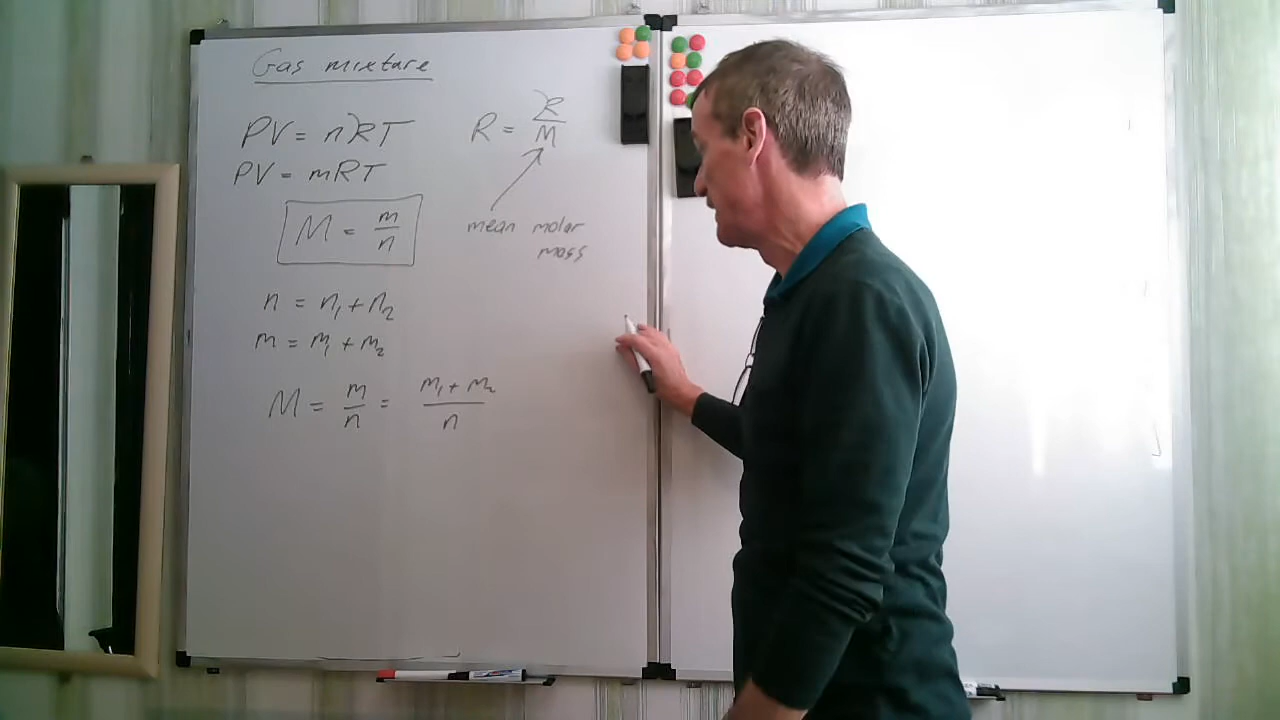 Gas mixture
PV = nℛT
R = ℛ/M
PV = mRT
M = m/n
mean molar
mass
n = n₁ + n₂
m = m₁ + m₂
M = m/n = (m₁ + m₂)/n